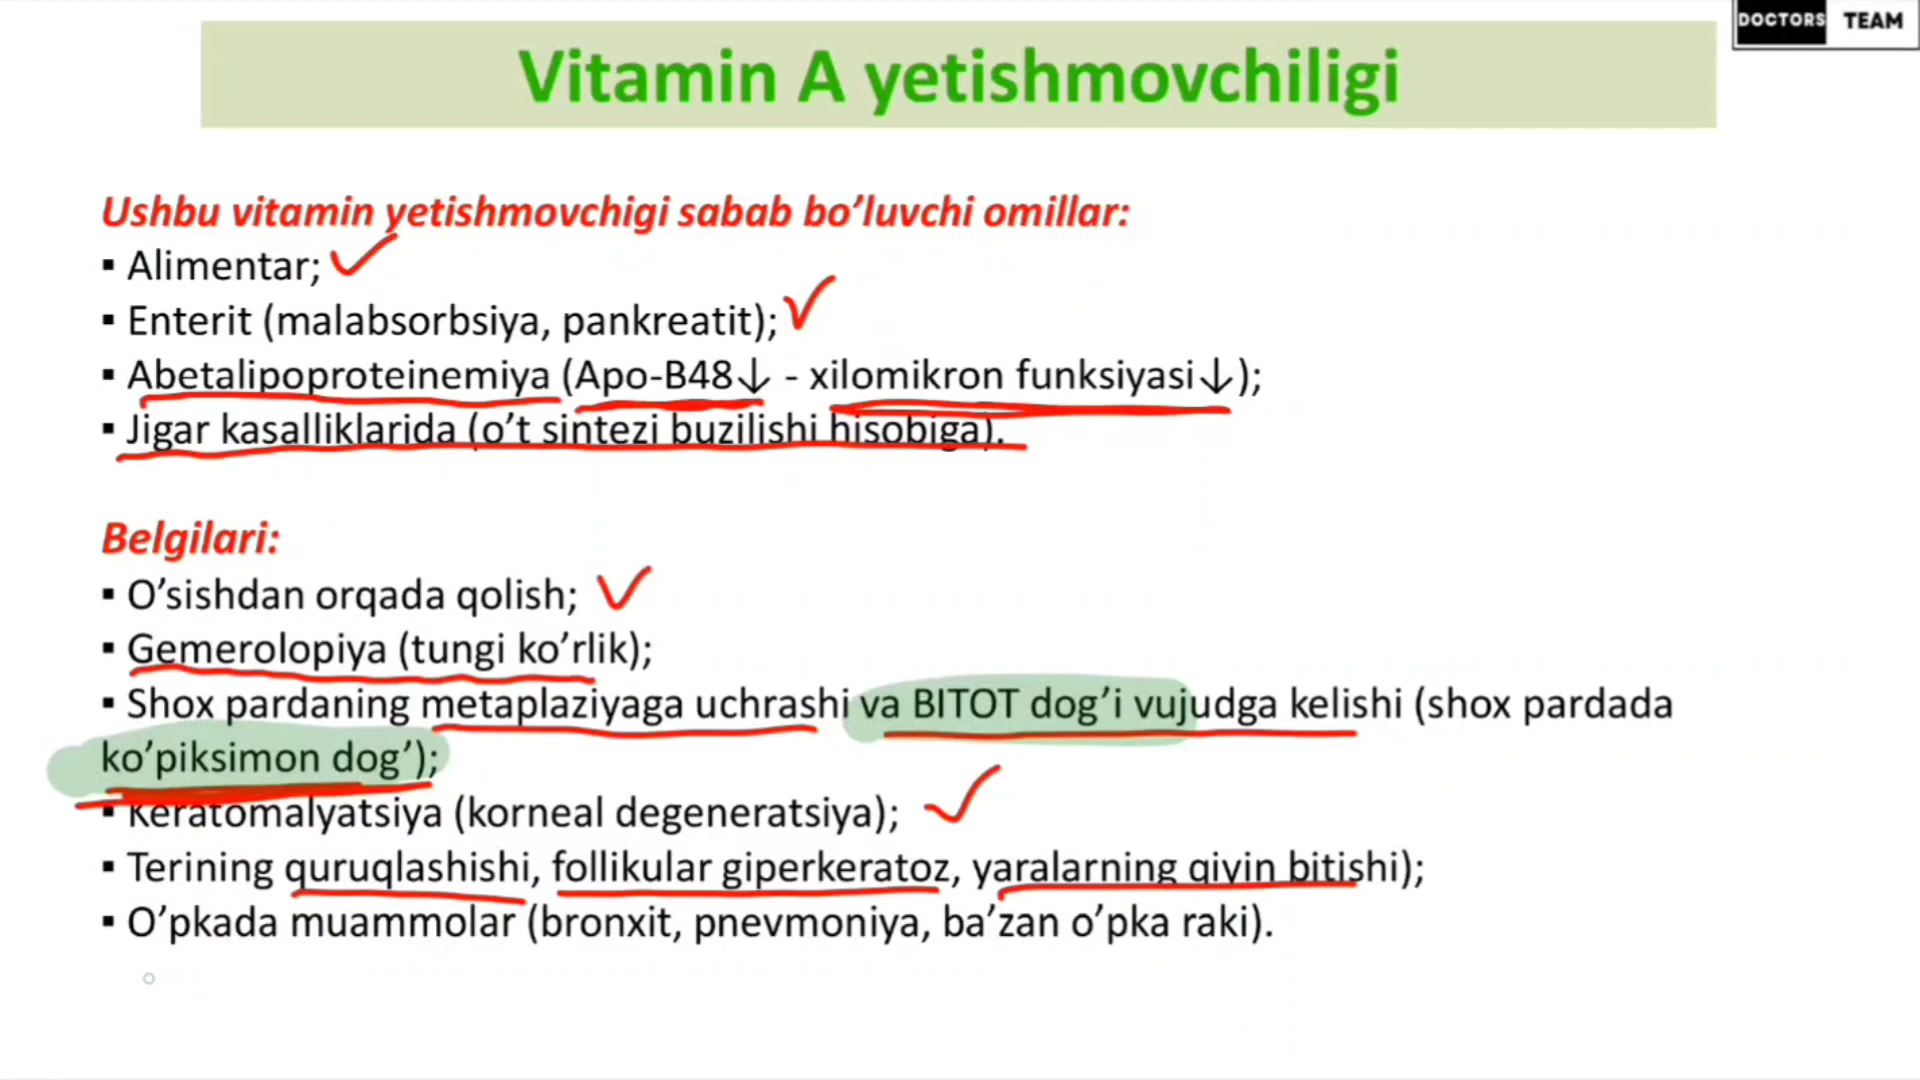 DOCTORS TEAM
Vitamin A yetishmovchiligi
Ushbu vitamin yetishmovchigi sabab bo’luvchi omillar:
▪ Alimentar;
▪ Enterit (malabsorbsiya, pankreatit);
▪ Abetalipoproteinemiya (Apo-B48↓ - xilomikron funksiyasi↓);
▪ Jigar kasalliklarida (o’t sintezi buzilishi hisobiga).
Belgilari:
▪ O’sishdan orqada qolish;
▪ Gemerolopiya (tungi ko’rlik);
▪ Shox pardaning metaplaziyaga uchrashi va BITOT dog’i vujudga kelishi (shox pardada
ko’piksimon dog’);
▪ Keratomalyatsiya (korneal degeneratsiya);
▪ Terining quruqlashishi, follikular giperkeratoz, yaralarning qiyin bitishi);
▪ O’pkada muammolar (bronxit, pnevmoniya, ba’zan o’pka raki).